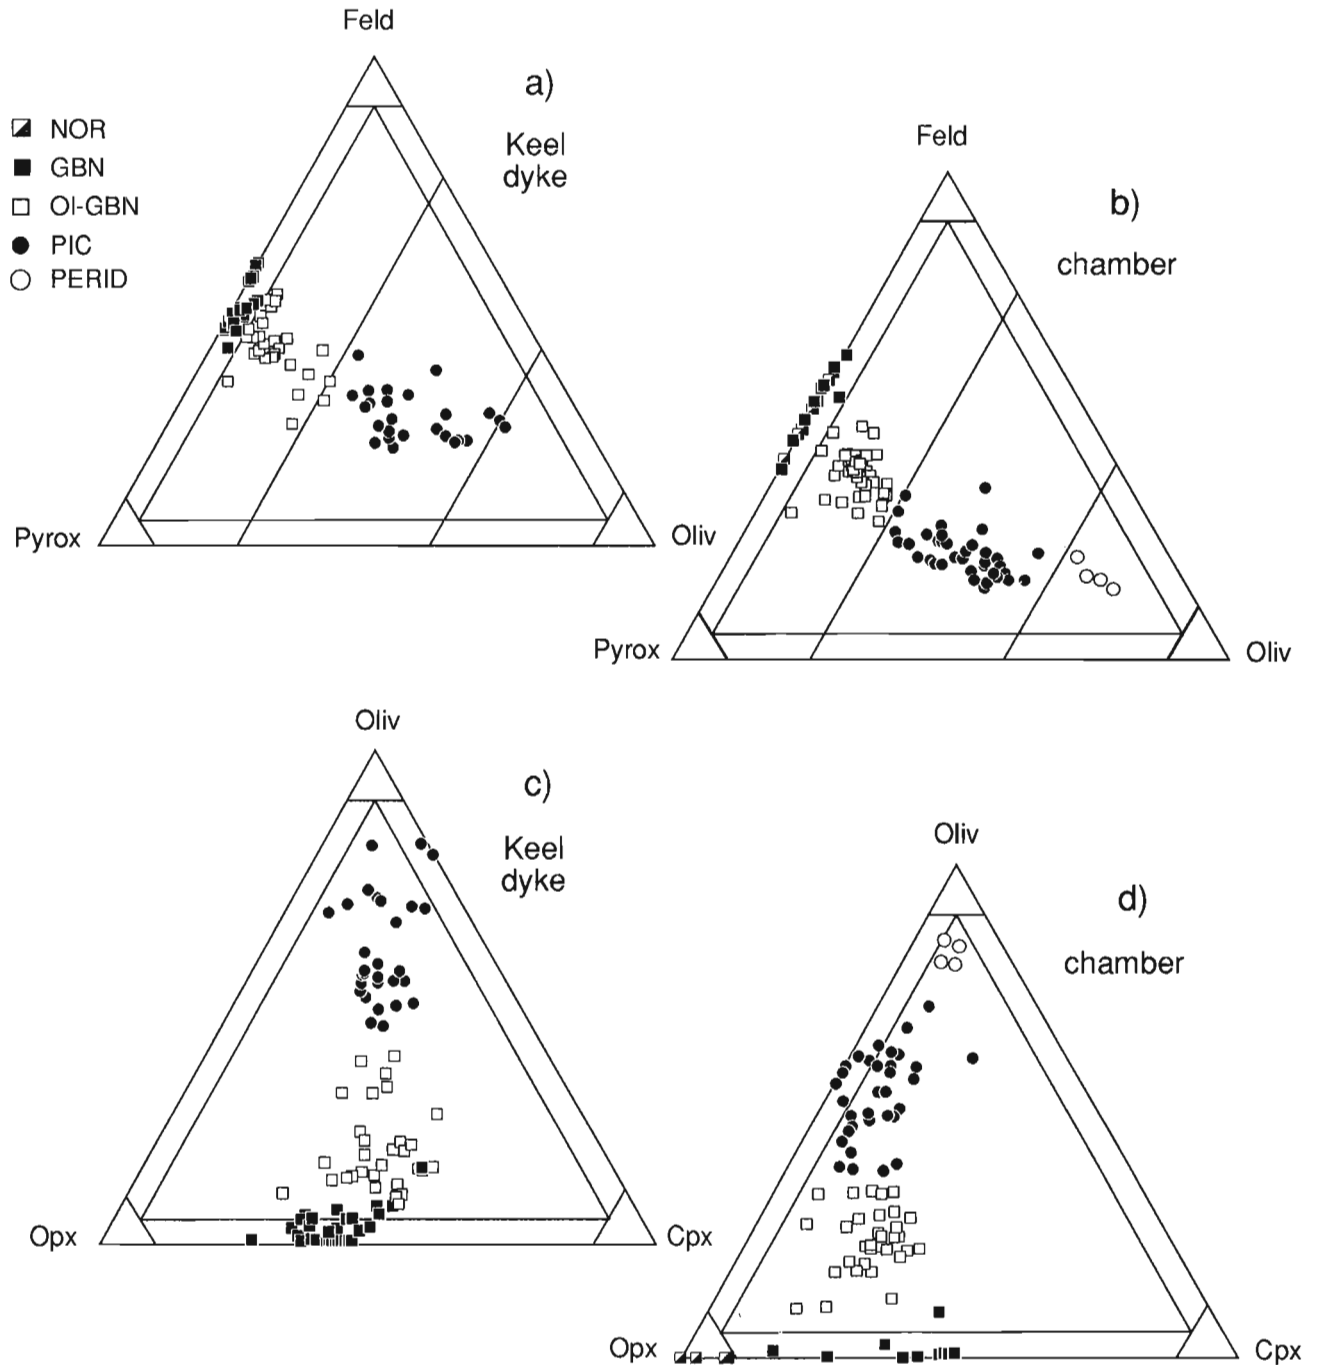 Feld
a)
Keel
dyke
NOR
GBN
Ol-GBN
PIC
PERID
Pyrox
Oliv
Feld
b)
chamber
Pyrox
Oliv
Oliv
c)
Keel
dyke
Opx
Cpx
Oliv
d)
chamber
Opx
Cpx